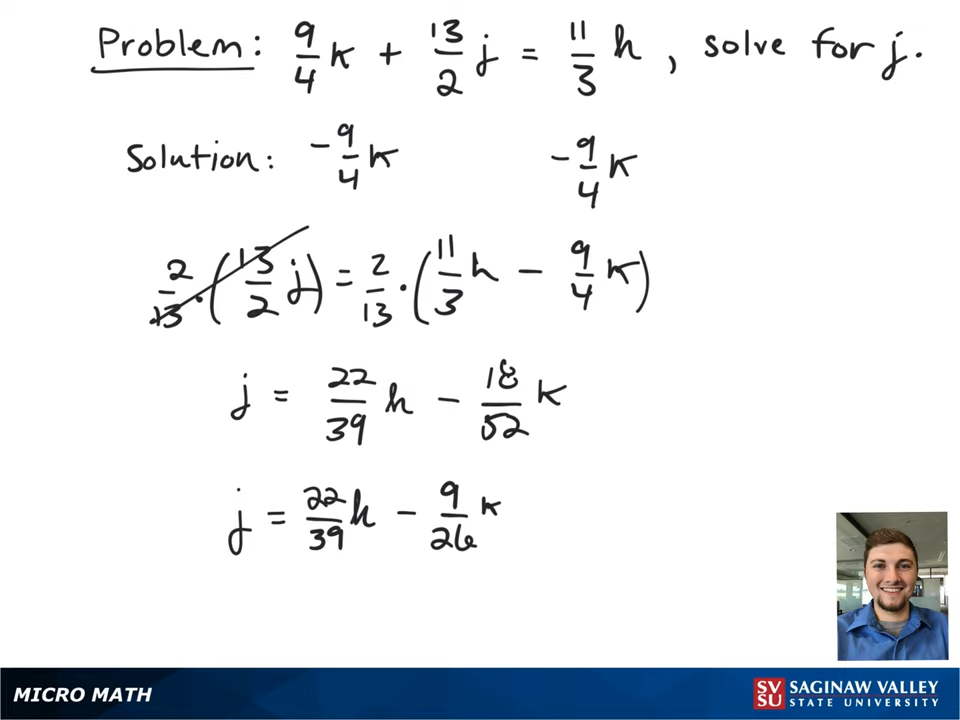 Problem: 9/4 k + 13/2 j = 11/3 h, solve for j.
Solution: -9/4 k -9/4 k
2/13 · (13/2 j) = 2/13 · (11/3 h - 9/4 k)
j = 22/39 h - 18/52 k
j = 22/39 h - 9/26 k
MICRO MATH
SV SU SAGINAW VALLEY
STATE UNIVERSITY